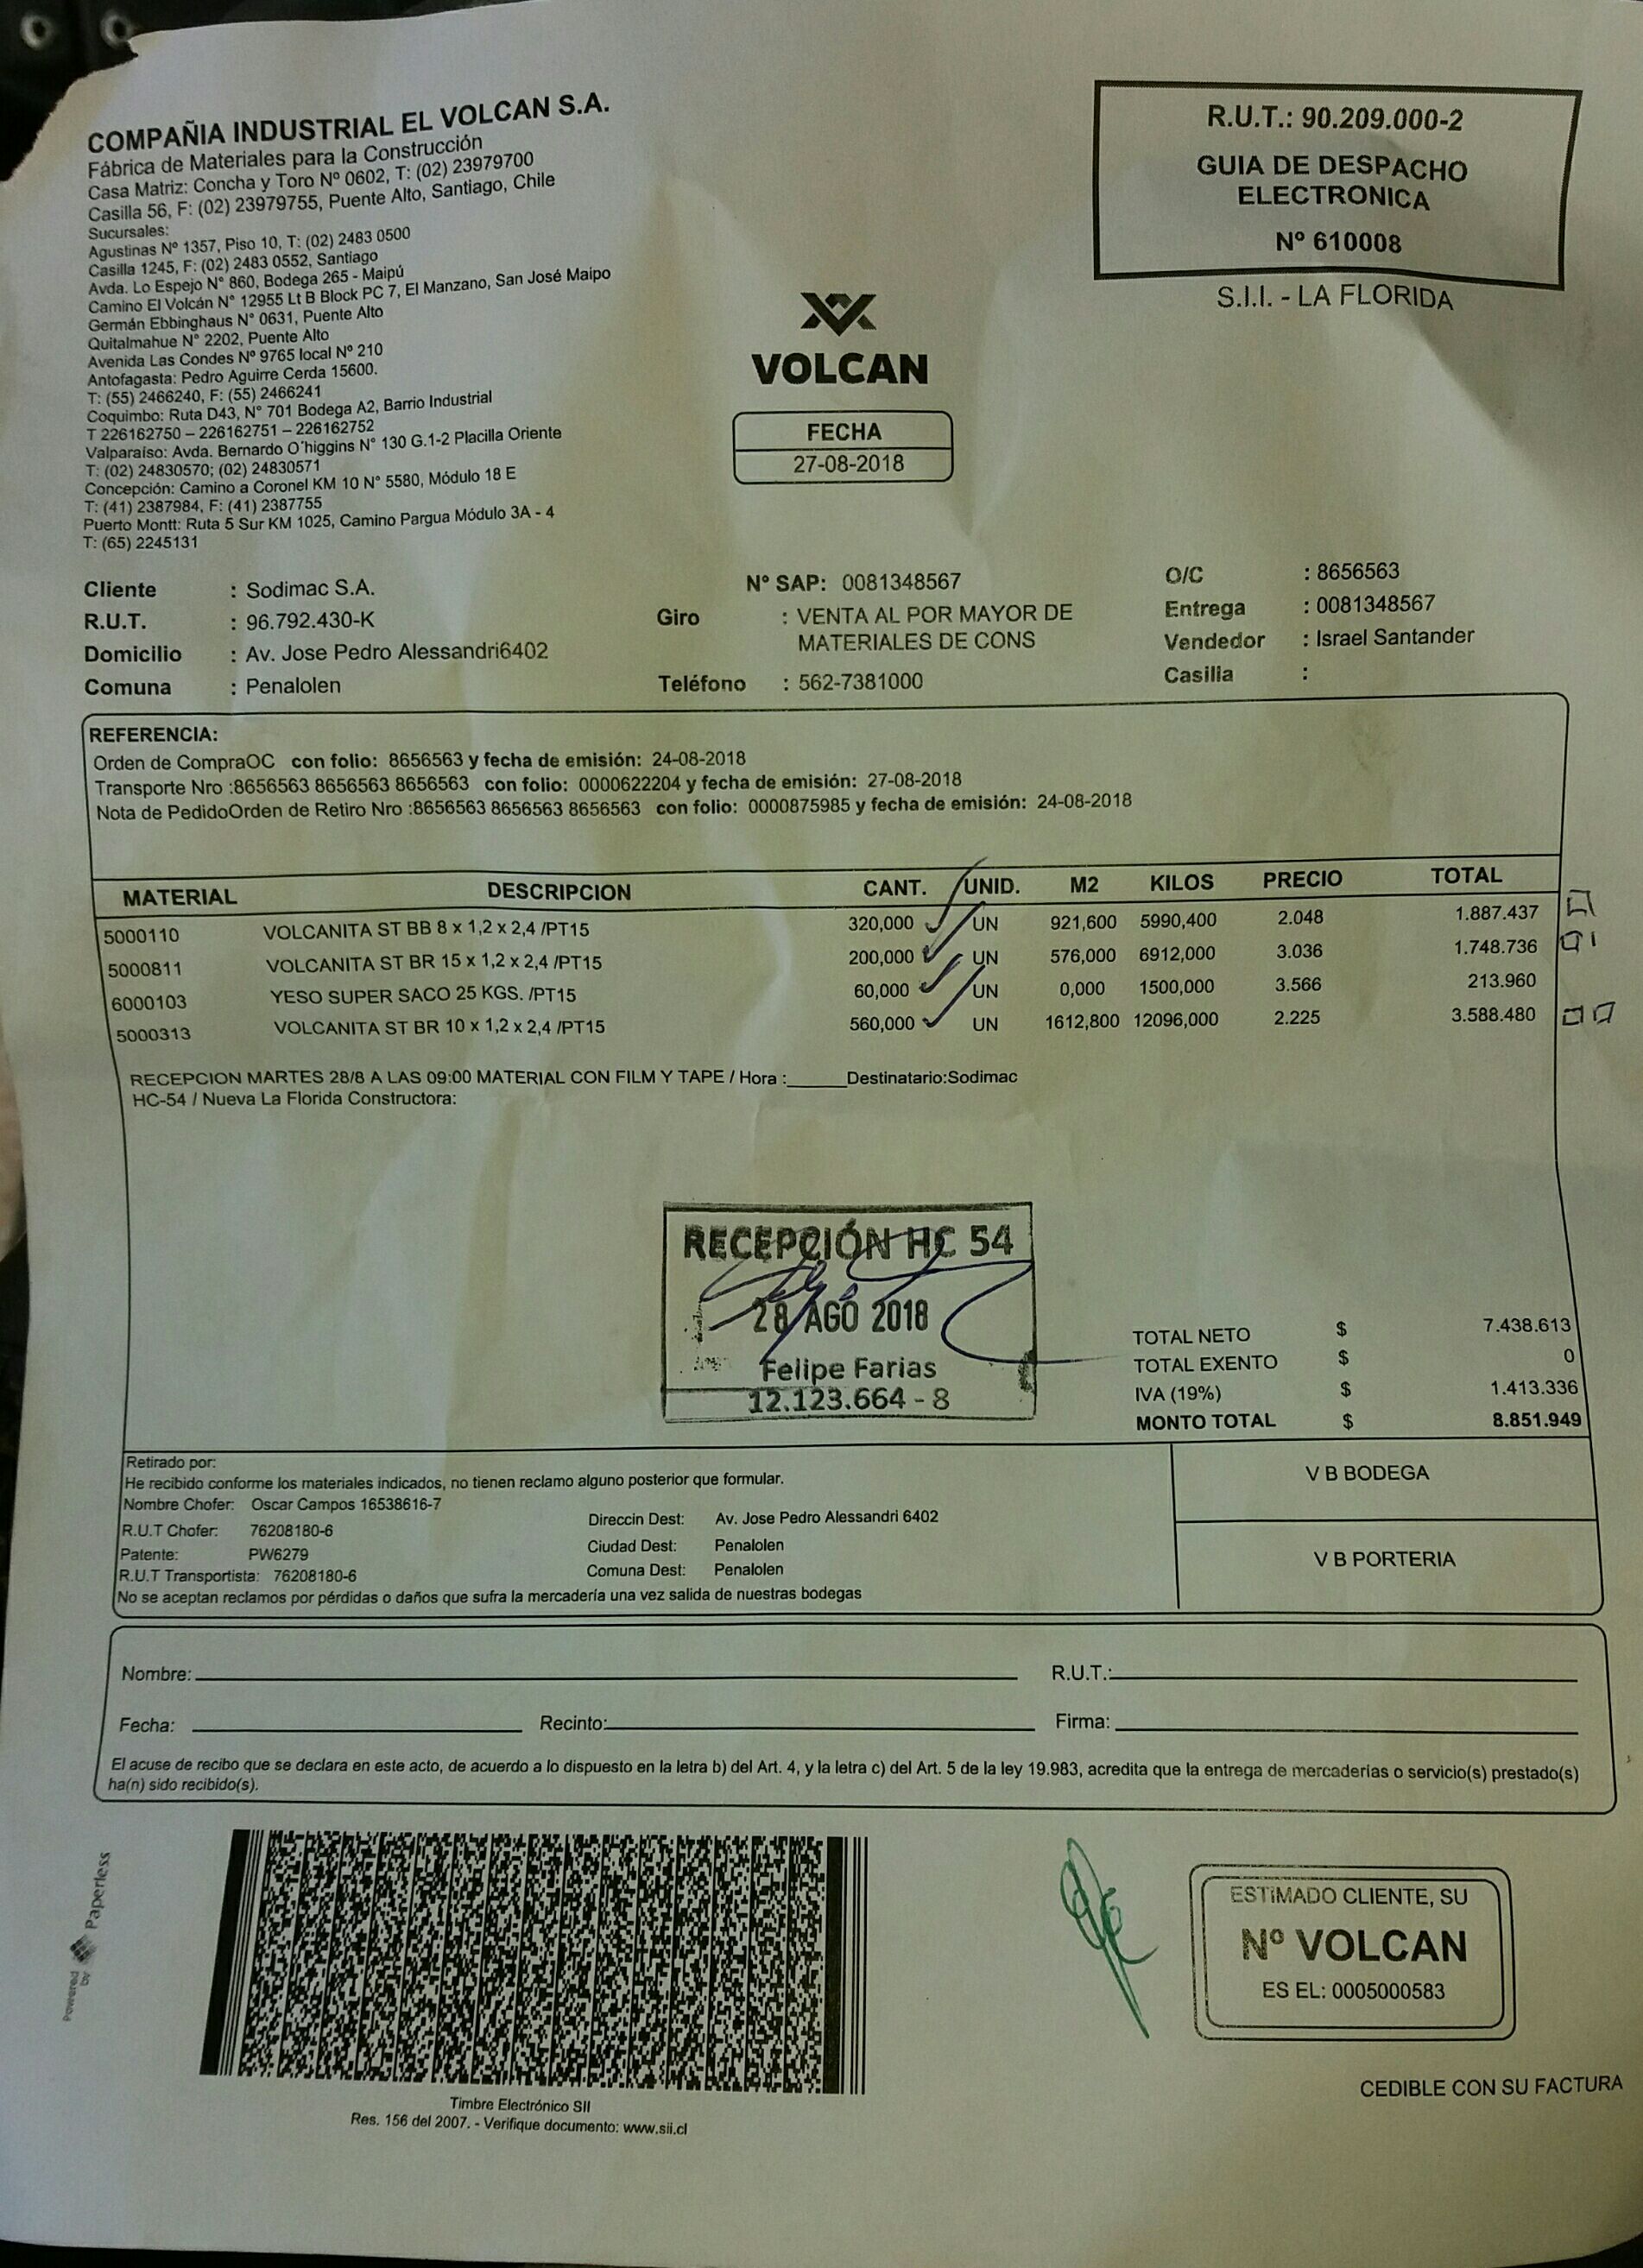 COMPAÑIA INDUSTRIAL EL VOLCAN S.A.
Fábrica de Materiales para la Construcción
Casa Matriz: Concha y Toro Nº 0602, T: (02) 23979700
Casilla 56, F: (02) 23979755, Puente Alto, Santiago, Chile
Sucursales:
Agustinas Nº 1357, Piso 10, T: (02) 2483 0500
Casilla 1245, F: (02) 2483 0552, Santiago
Avda. Lo Espejo N° 860, Bodega 265 - Maipú
Camino El Volcán N° 12955 Lt B Block PC 7, El Manzano, San José Maipo
Germán Ebbinghaus N° 0631, Puente Alto
Quitalmahue N° 2202, Puente Alto
Avenida Las Condes Nº 9765 local Nº 210
Antofagasta: Pedro Aguirre Cerda 15600.
T: (55) 2466240, F: (55) 2466241
Coquimbo: Ruta D43, N° 701 Bodega A2, Barrio Industrial
T 226162750 – 226162751 – 226162752
Valparaíso: Avda. Bernardo O´higgins N° 130 G.1-2 Placilla Oriente
T: (02) 24830570; (02) 24830571
Concepción: Camino a Coronel KM 10 N° 5580, Módulo 18 E
T: (41) 2387984, F: (41) 2387755
Puerto Montt: Ruta 5 Sur KM 1025, Camino Pargua Módulo 3A - 4
T: (65) 2245131
R.U.T.: 90.209.000-2
GUIA DE DESPACHO
ELECTRONICA
Nº 610008
S.I.I. - LA FLORIDA
VOLCAN
FECHA
27-08-2018
Cliente : Sodimac S.A.
R.U.T. : 96.792.430-K
Domicilio : Av. Jose Pedro Alessandri6402
Comuna : Penalolen
Nº SAP: 0081348567
Giro : VENTA AL POR MAYOR DE
MATERIALES DE CONS
Teléfono : 562-7381000
O/C : 8656563
Entrega : 0081348567
Vendedor : Israel Santander
Casilia :
REFERENCIA:
Orden de CompraOC con folio: 8656563 y fecha de emisión: 24-08-2018
Transporte Nro :8656563 8656563 8656563 con folio: 0000622204 y fecha de emisión: 27-08-2018
Nota de PedidoOrden de Retiro Nro :8656563 8656563 8656563 con folio: 0000875985 y fecha de emisión: 24-08-2018
MATERIAL DESCRIPCION CANT. UNID. M2 KILOS PRECIO TOTAL
5000110 VOLCANITA ST BB 8 x 1,2 x 2,4 /PT15 320,000 UN 921,600 5990,400 2.048 1.887.437
5000811 VOLCANITA ST BR 15 x 1,2 x 2,4 /PT15 200,000 UN 576,000 6912,000 3.036 1.748.736
6000103 YESO SUPER SACO 25 KGS. /PT15 60,000 UN 0,000 1500,000 3.566 213.960
5000313 VOLCANITA ST BR 10 x 1,2 x 2,4 /PT15 560,000 UN 1612,800 12096,000 2.225 3.588.480
RECEPCION MARTES 28/8 A LAS 09:00 MATERIAL CON FILM Y TAPE / Hora :______Destinatario:Sodimac
HC-54 / Nueva La Florida Constructora:
RECEPCIÓN HC 54
28 AGO 2018
Felipe Farias
12.123.664 - 8
TOTAL NETO $ 7.438.613
TOTAL EXENTO $ 0
IVA (19%) $ 1.413.336
MONTO TOTAL $ 8.851.949
Retirado por:
He recibido conforme los materiales indicados, no tienen reclamo alguno posterior que formular.
Nombre Chofer: Oscar Campos 16538616-7
R.U.T Chofer: 76208180-6
Patente: PW6279
R.U.T Transportista: 76208180-6
Direccin Dest: Av. Jose Pedro Alessandri 6402
Ciudad Dest: Penalolen
Comuna Dest: Penalolen
No se aceptan reclamos por pérdidas o daños que sufra la mercadería una vez salida de nuestras bodegas
V B BODEGA
V B PORTERIA
Nombre: R.U.T.:
Fecha: Recinto: Firma:
El acuse de recibo que se declara en este acto, de acuerdo a lo dispuesto en la letra b) del Art. 4, y la letra c) del Art. 5 de la ley 19.983, acredita que la entrega de mercaderías o servicio(s) prestado(s)
ha(n) sido recibido(s).
Powered by Paperless
Timbre Electrónico SII
Res. 156 del 2007. - Verifique documento: www.sii.cl
ESTIMADO CLIENTE, SU
Nº VOLCAN
ES EL: 0005000583
CEDIBLE CON SU FACTURA